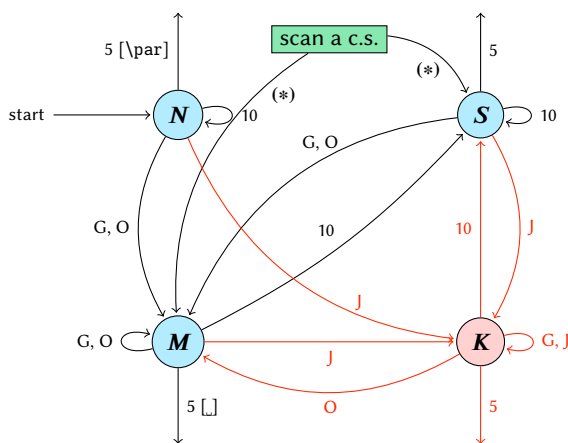 5 [\par]
scan a c.s.
5
(*)
(*)
start
N
10
S
10
G, O
G, O
10
10
J
J
G, O
M
J
K
G, J
O
5 [␣]
5